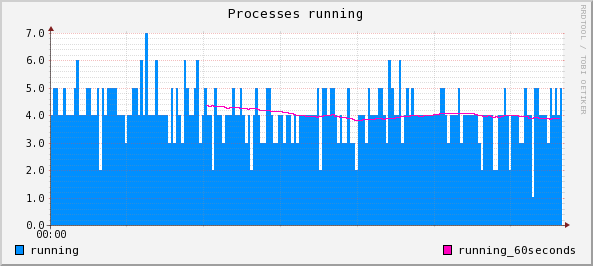 Processes running
RRDTOOL / TOBI OETIKER
7.0
6.0
5.0
4.0
3.0
2.0
1.0
0.0
00:00
running
running_60seconds